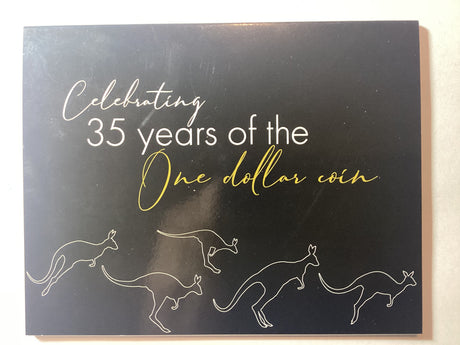 Celebrating
35 years of the
One dollar coin